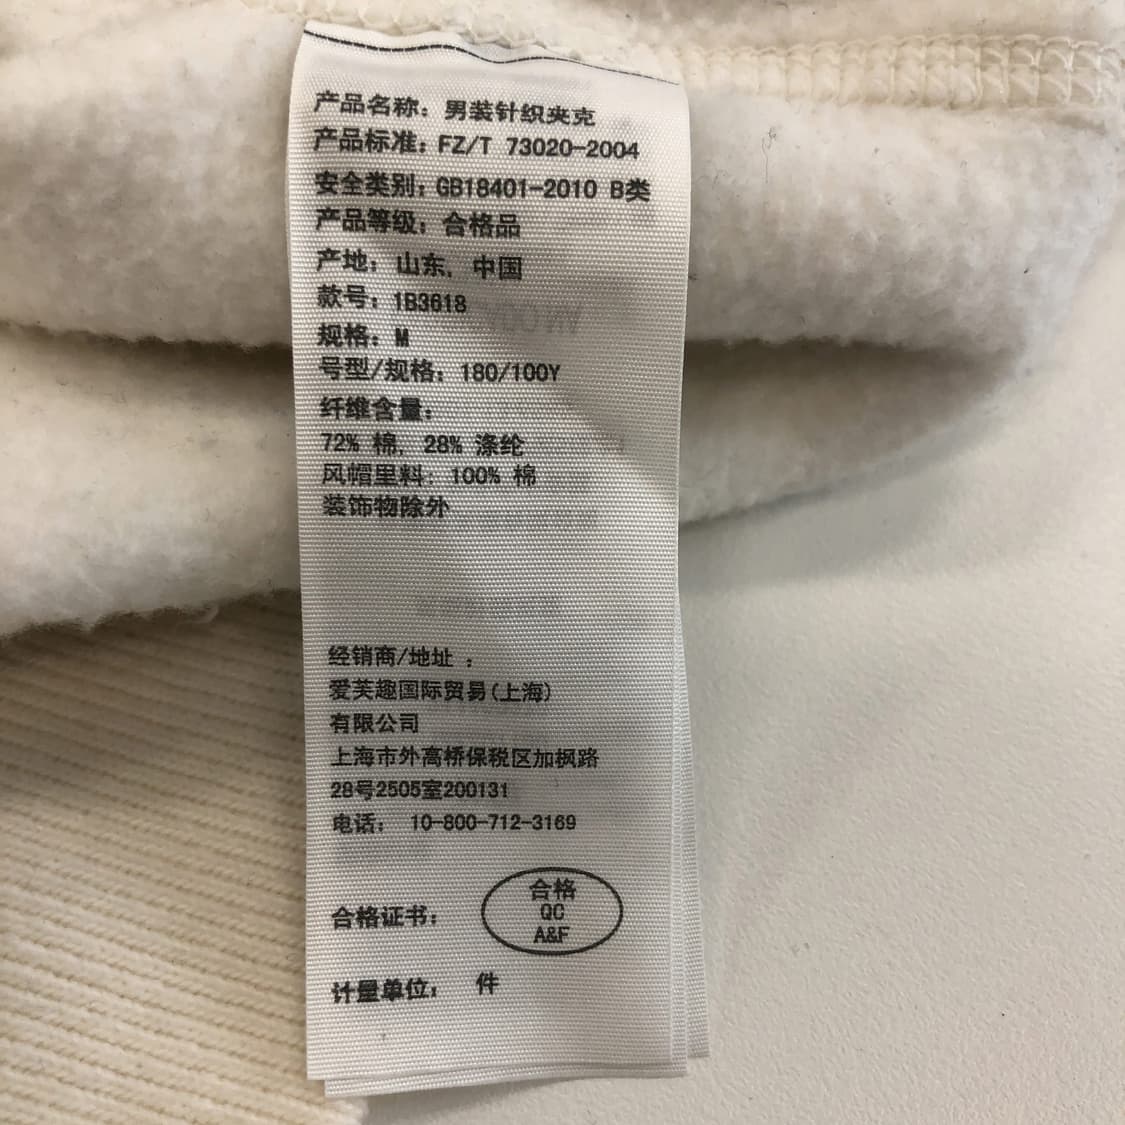 产品名称：男装针织夹克
产品标准：FZ/T 73020-2004
安全类别：GB18401-2010 B类
产品等级：合格品
产地：山东，中国
款号：1B3618
规格：M
号型/规格：180/100Y
纤维含量：
72% 棉，28% 涤纶
风帽里料：100% 棉
装饰物除外
经销商/地址：
爱芙趣国际贸易(上海)
有限公司
上海市外高桥保税区加枫路
28号2505室200131
电话： 10-800-712-3169
合格证书：
合格
QC
A&F
计量单位： 件